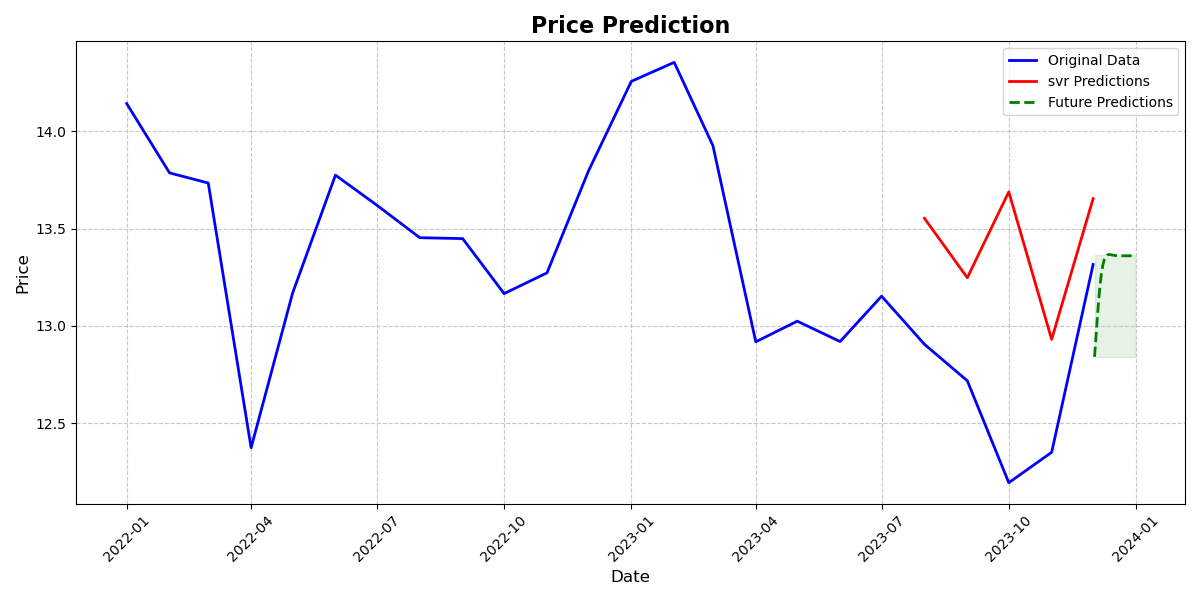 Price Prediction
Original Data
svr Predictions
Future Predictions
14.0
13.5
13.0
12.5
Price
2022-01
2022-04
2022-07
2022-10
2023-01
2023-04
2023-07
2023-10
2024-01
Date